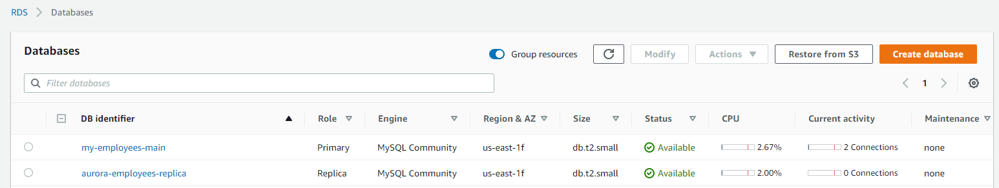 RDS > Databases
Databases Group resources Modify Actions Restore from S3 Create database
Filter databases 1
DB identifier Role Engine Region & AZ Size Status CPU Current activity Maintenance
my-employees-main Primary MySQL Community us-east-1f db.t2.small Available 2.67% 2 Connections none
aurora-employees-replica Replica MySQL Community us-east-1f db.t2.small Available 2.00% 0 Connections none